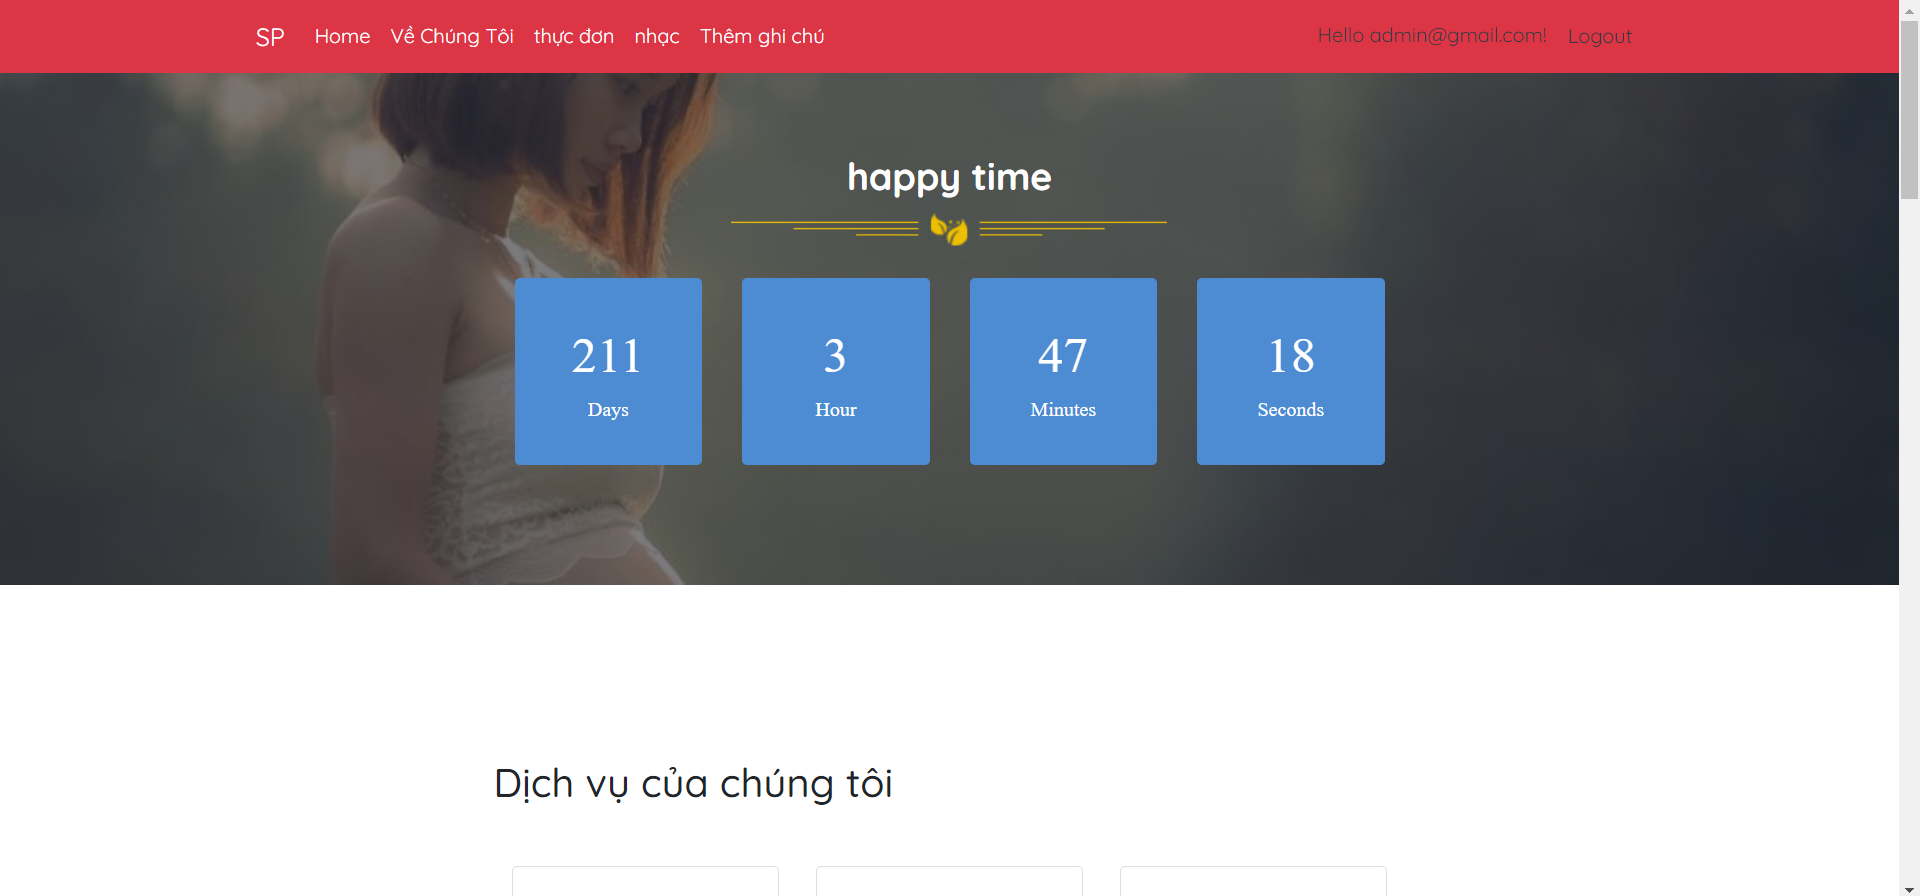 SP Home Về Chúng Tôi thực đơn nhạc Thêm ghi chú Hello admin@gmail.com! Logout
happy time
211 3 47 18
Days Hour Minutes Seconds
Dịch vụ của chúng tôi